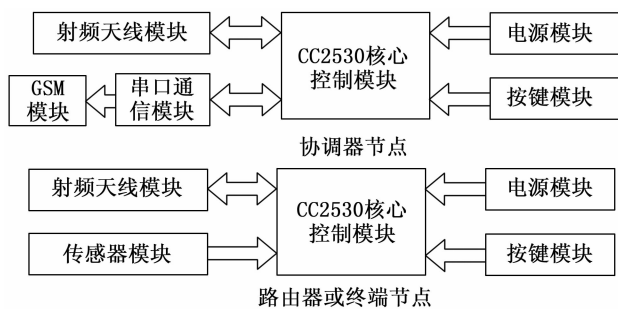 射频天线模块
CC2530核心
控制模块
电源模块
GSM
模块
串口通
信模块
按键模块
协调器节点
射频天线模块
CC2530核心
控制模块
电源模块
传感器模块
按键模块
路由器或终端节点